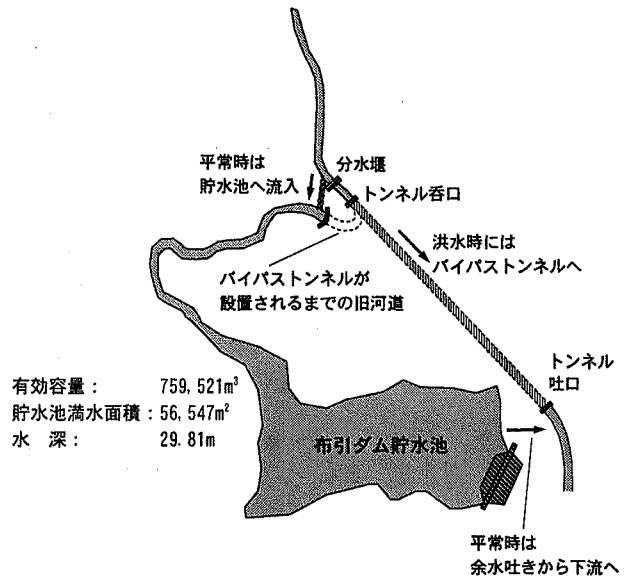 平常時は
貯水池へ流入
分水堰
トンネル呑口
洪水時には
バイパストンネルへ
バイパストンネルが
設置されるまでの旧河道
トンネル
吐口
有効容量： 759,521m³
貯水池満水面積：56,547m²
水　深： 29.81m
布引ダム貯水池
平常時は
余水吐きから下流へ